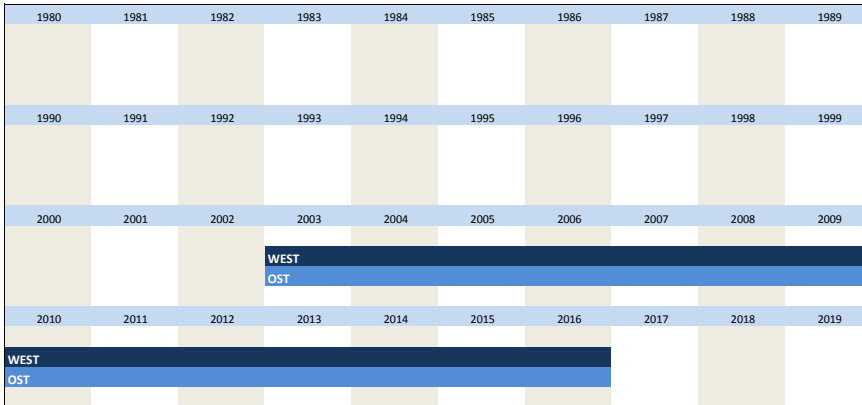 1980 1981 1982 1983 1984 1985 1986 1987 1988 1989
1990 1991 1992 1993 1994 1995 1996 1997 1998 1999
2000 2001 2002 2003 2004 2005 2006 2007 2008 2009
WEST
OST
2010 2011 2012 2013 2014 2015 2016 2017 2018 2019
WEST
OST